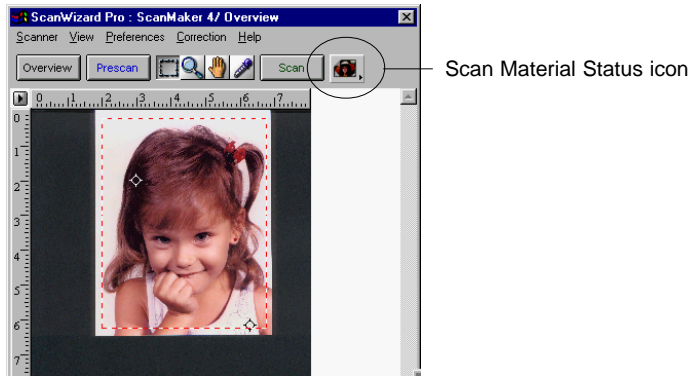 ScanWizard Pro : ScanMaker 4/ Overview
Scanner View Preferences Correction Help
Overview Prescan Scan
Scan Material Status icon
0 1 2 3 4 5 6 7
0
1
2
3
4
5
6
7